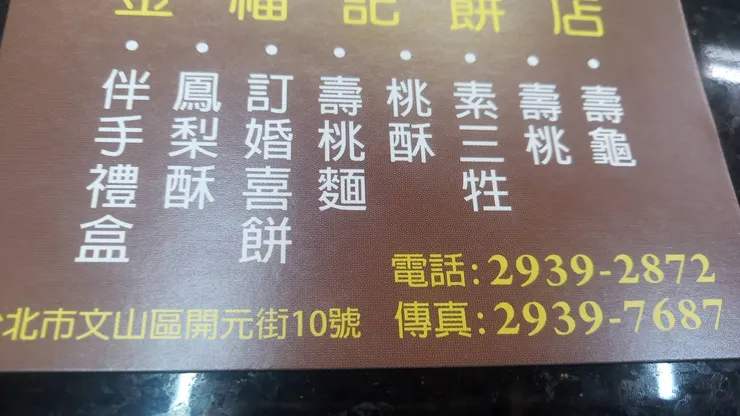 金福記餅店
•壽龜
•壽桃
•素三牲
•桃酥
•壽桃麵
•訂婚喜餅
•鳳梨酥
•伴手禮盒
電話:2939-2872
北市文山區開元街10號
傳真:2939-7687